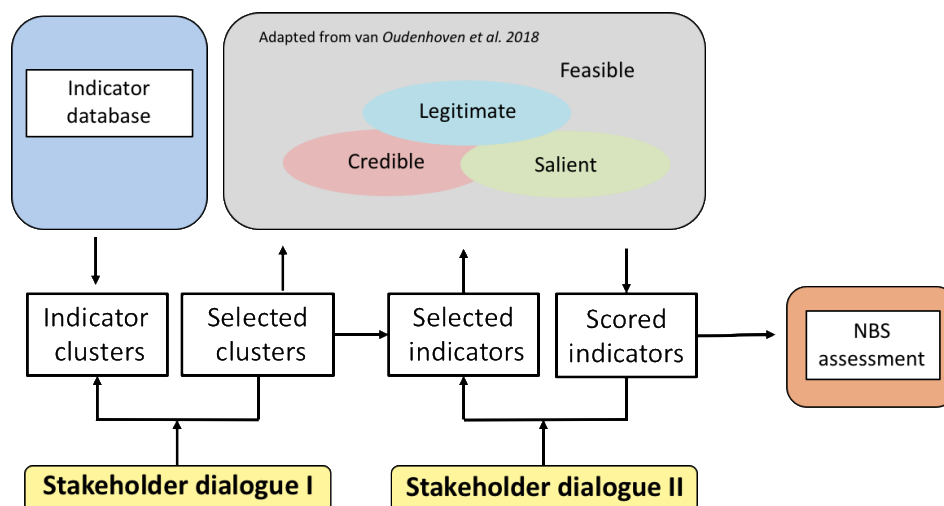 Indicator
database
Adapted from van Oudenhoven et al. 2018
Feasible
Legitimate
Credible
Salient
Indicator
clusters
Selected
clusters
Selected
indicators
Scored
indicators
NBS
assessment
Stakeholder dialogue I
Stakeholder dialogue II